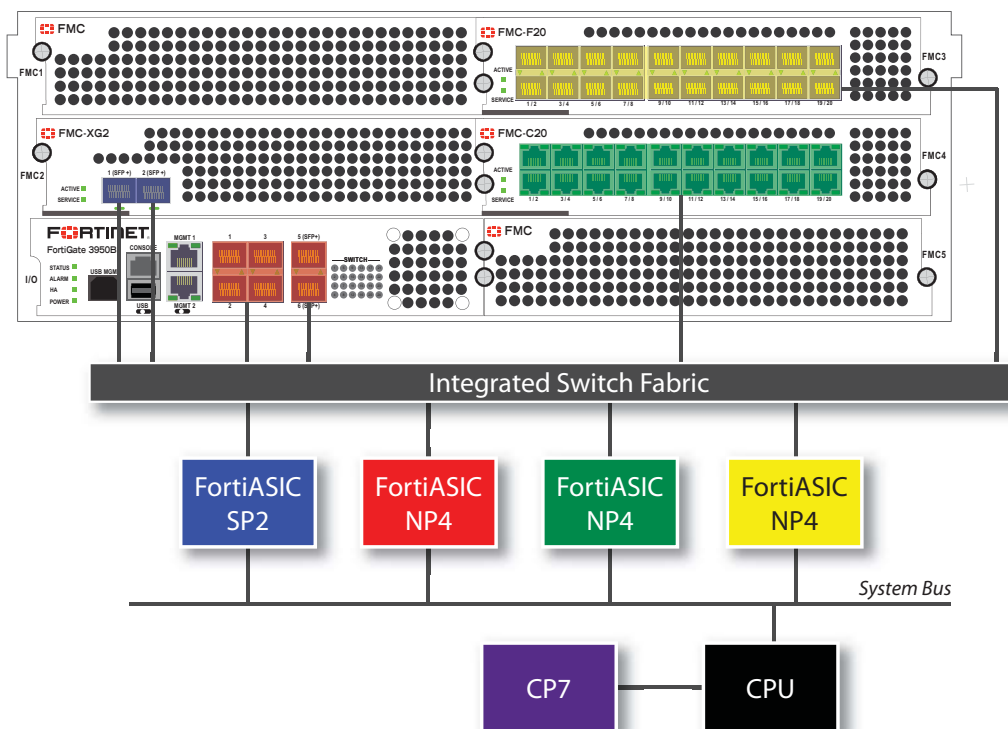 FMC
FMC1
FMC-F20
ACTIVE
SERVICE
1 / 2 3 / 4 5 / 6 7 / 8 9 / 10 11 / 12 13 / 14 15 / 16 17 / 18 19 / 20
FMC3
FMC-XG2
FMC2
1 (SFP +) 2 (SFP +)
ACTIVE
SERVICE
FMC-C20
ACTIVE
SERVICE
1 / 2 3 / 4 5 / 6 7 / 8 9 / 10 11 / 12 13 / 14 15 / 16 17 / 18 19 / 20
FMC4
FORTINET
FortiGate 3950B
I/O
STATUS
ALARM
HA
POWER
USB MGMT
CONSOLE
USB
MGMT 1
MGMT 2
1 3 5 (SFP+)
2 4 6 (SFP+)
SWITCH
FMC
FMC5
Integrated Switch Fabric
FortiASIC
SP2
FortiASIC
NP4
FortiASIC
NP4
FortiASIC
NP4
System Bus
CP7
CPU